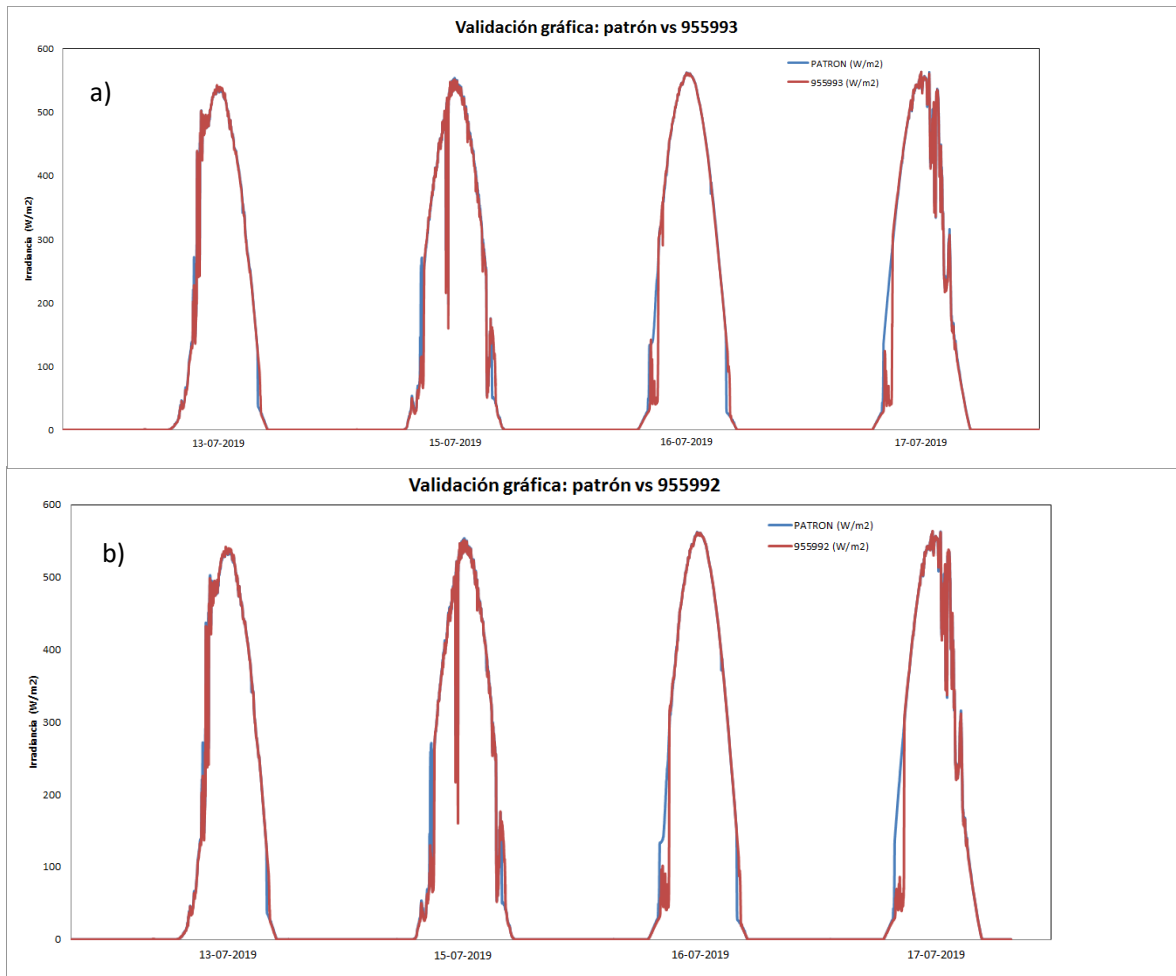 Validación gráfica: patrón vs 955993
600
PATRON (W/m2)
a)
955993 (W/m2)
500
400
Irradiancia (W/m2)
300
200
100
0
13-07-2019
15-07-2019
16-07-2019
17-07-2019
Validación gráfica: patrón vs 955992
600
PATRON (W/m2)
b)
955992 (W/m2)
500
400
Irradiancia (W/m2)
300
200
100
0
13-07-2019
15-07-2019
16-07-2019
17-07-2019